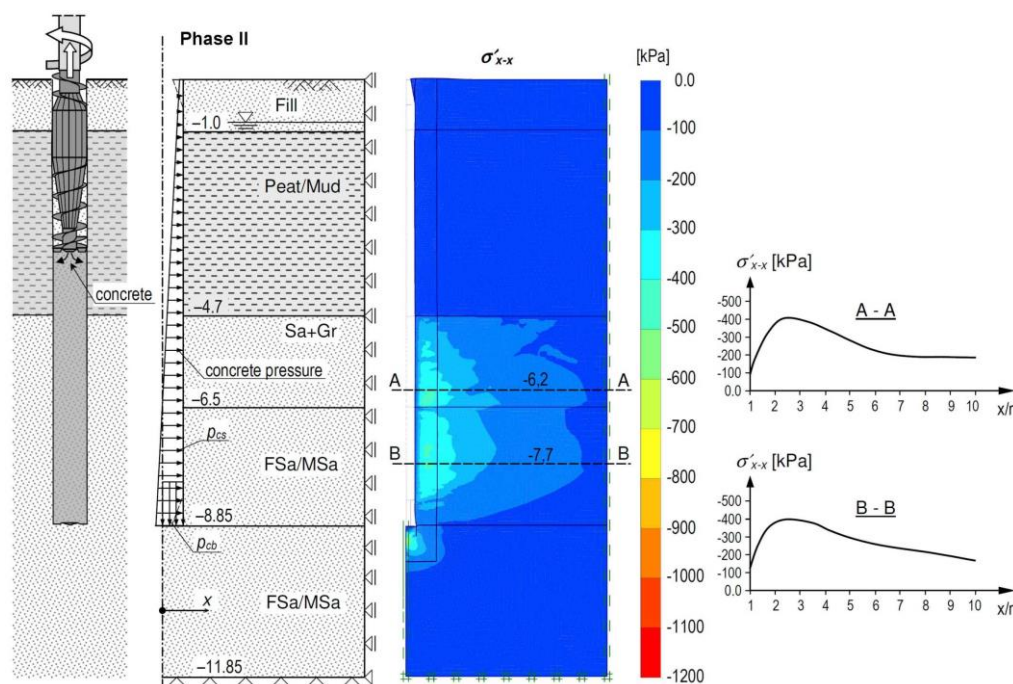 Phase II
Fill
–1.0
Peat/Mud
concrete
–4.7
Sa+Gr
concrete pressure
–6.5
pcs
FSa/MSa
–8.85
pcb
x
FSa/MSa
–11.85
σ′x-x
A -6,2 A
B -7,7 B
[kPa]
0.0
-100
-200
-300
-400
-500
-600
-700
-800
-900
-1000
-1100
-1200
σ′x-x [kPa]
A - A
-500
-400
-300
-200
-100
0.0
1 2 3 4 5 6 7 8 9 10 x/r
σ′x-x [kPa]
B - B
-500
-400
-300
-200
-100
0.0
1 2 3 4 5 6 7 8 9 10 x/r